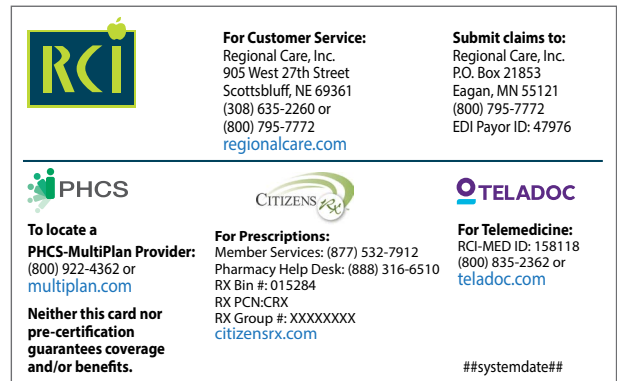 RCI
For Customer Service:
Regional Care, Inc.
905 West 27th Street
Scottsbluff, NE 69361
(308) 635-2260 or
(800) 795-7772
regionalcare.com
Submit claims to:
Regional Care, Inc.
P.O. Box 21853
Eagan, MN 55121
(800) 795-7772
EDI Payor ID: 47976
PHCS
To locate a
PHCS-MultiPlan Provider:
(800) 922-4362 or
multiplan.com
Neither this card nor
pre-certification
guarantees coverage
and/or benefits.
CITIZENS Rx
For Prescriptions:
Member Services: (877) 532-7912
Pharmacy Help Desk: (888) 316-6510
RX Bin #: 015284
RX PCN:CRX
RX Group #: XXXXXXXX
citizensrx.com
TELADOC
For Telemedicine:
RCI-MED ID: 158118
(800) 835-2362 or
teladoc.com
##systemdate##